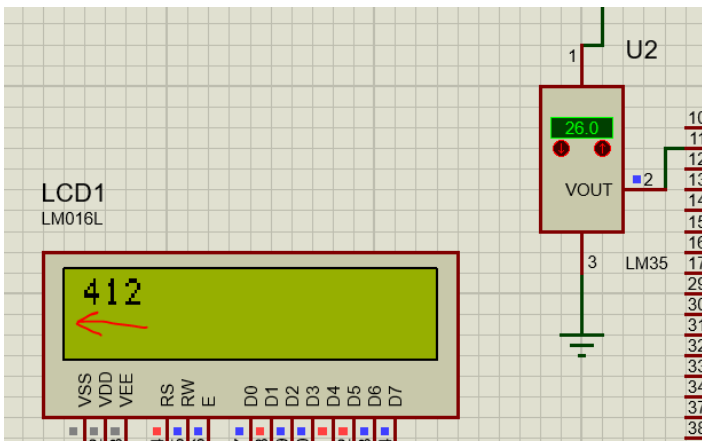 1
U2
26.0
VOUT
2
3
LM35
10
11
12
13
14
15
16
17
29
30
31
32
33
34
37
38
LCD1
LM016L
412
VSS
VDD
VEE
RS
RW
E
D0
D1
D2
D3
D4
D5
D6
D7